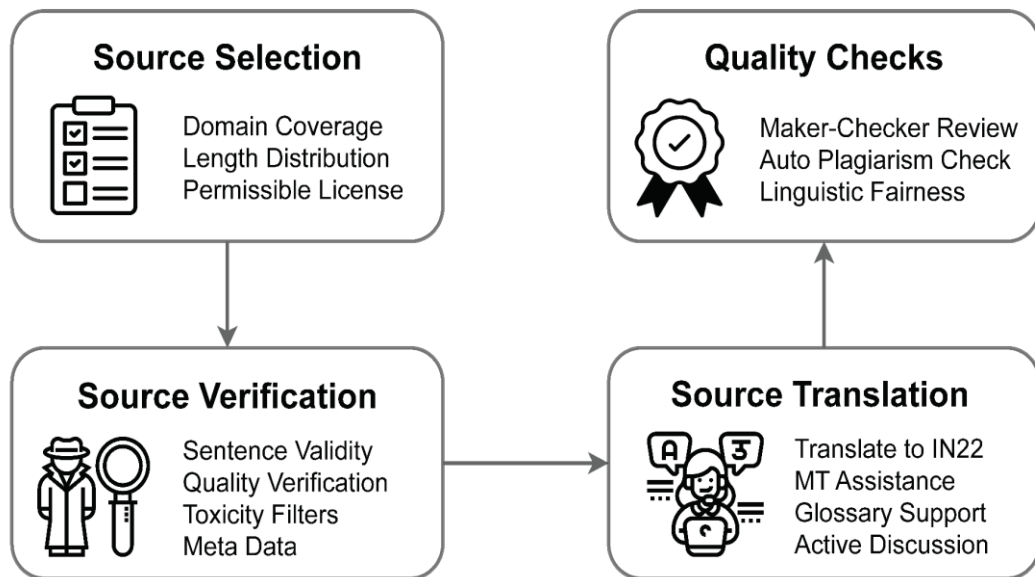 Source Selection
Domain Coverage
Length Distribution
Permissible License
Source Verification
Sentence Validity
Quality Verification
Toxicity Filters
Meta Data
Source Translation
A
Translate to IN22
MT Assistance
Glossary Support
Active Discussion
Quality Checks
Maker-Checker Review
Auto Plagiarism Check
Linguistic Fairness